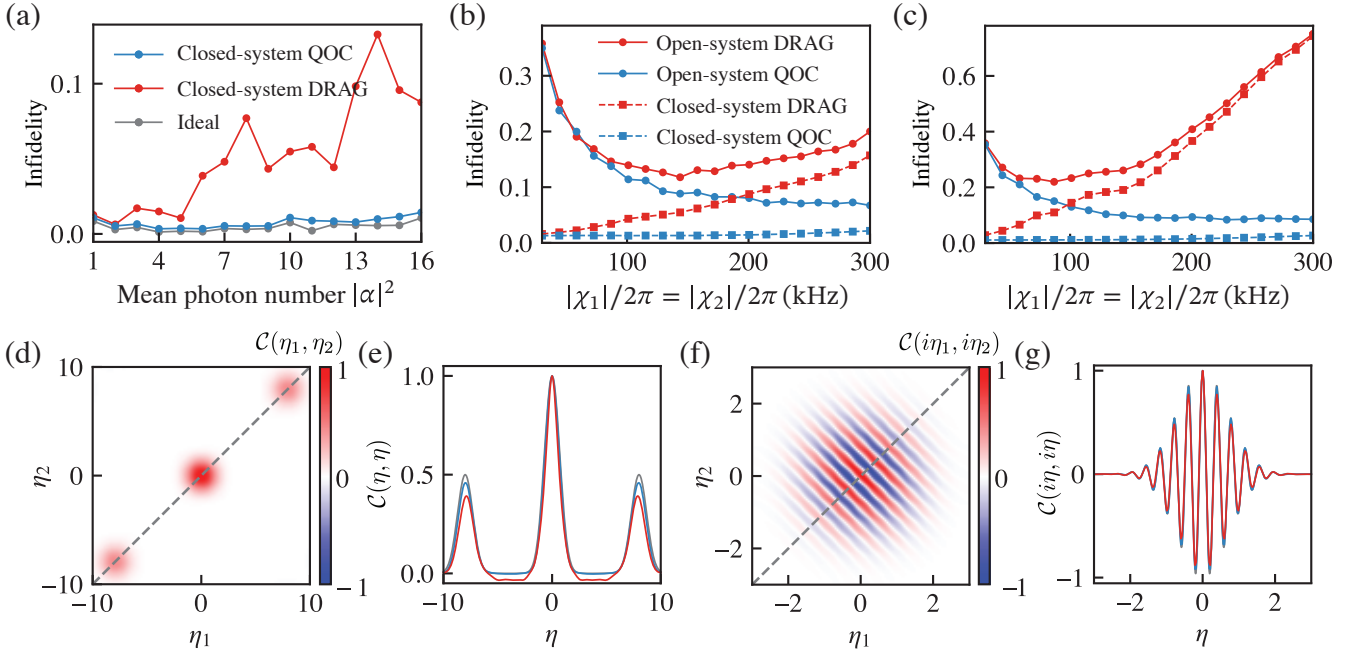 (a)
Infidelity
0.1
0.0
Closed-system QOC
Closed-system DRAG
Ideal
1 4 7 10 13 16
Mean photon number |α|²
(b)
Infidelity
0.3
0.2
0.1
0.0
Open-system DRAG
Open-system QOC
Closed-system DRAG
Closed-system QOC
100 200 300
|χ₁|/2π = |χ₂|/2π (kHz)
(c)
Infidelity
0.6
0.4
0.2
0.0
100 200 300
|χ₁|/2π = |χ₂|/2π (kHz)
(d)
C(η₁, η₂)
η₂
10
0
−10
−10 0 10
η₁
1
0
−1
(e)
C(η, η)
1.0
0.5
0.0
−10 0 10
η
(f)
C(iη₁, iη₂)
η₂
2
0
−2
−2 0 2
η₁
1
0
−1
(g)
C(iη, iη)
1
0
−1
−2 0 2
η